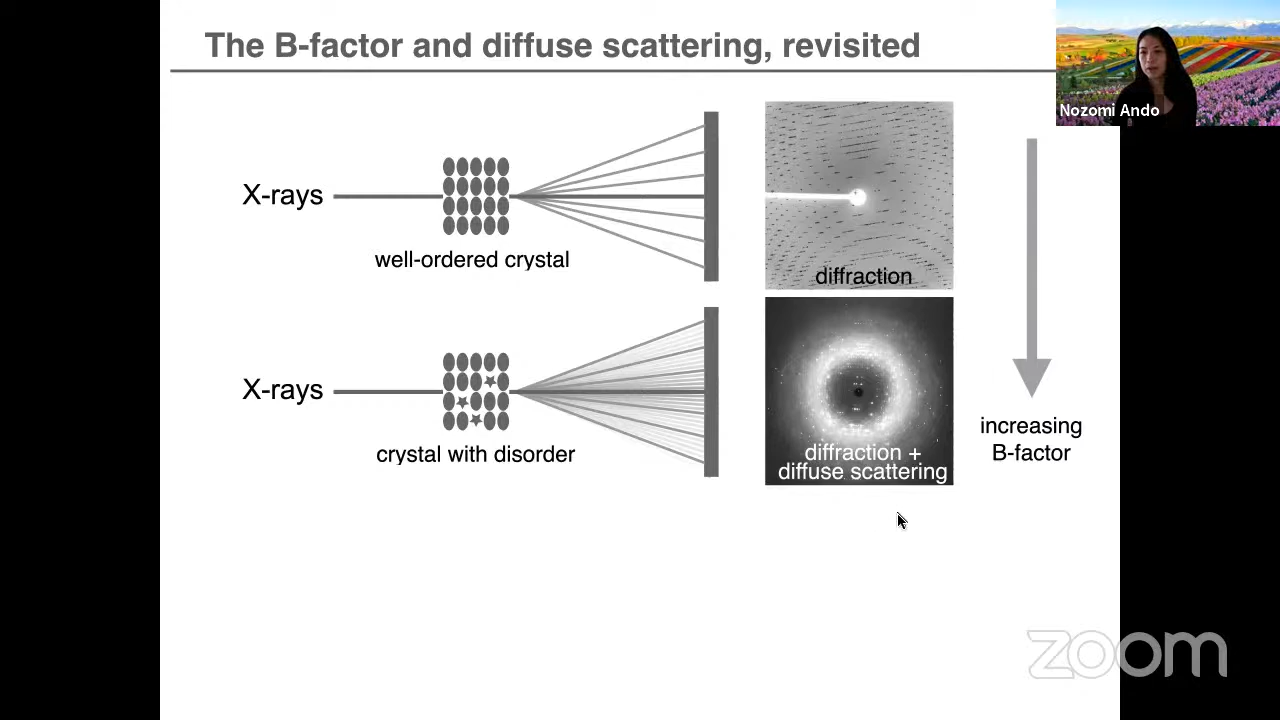 The B-factor and diffuse scattering, revisited
Nozomi Ando
X-rays
well-ordered crystal
diffraction
X-rays
crystal with disorder
diffraction +
diffuse scattering
increasing
B-factor
zoom